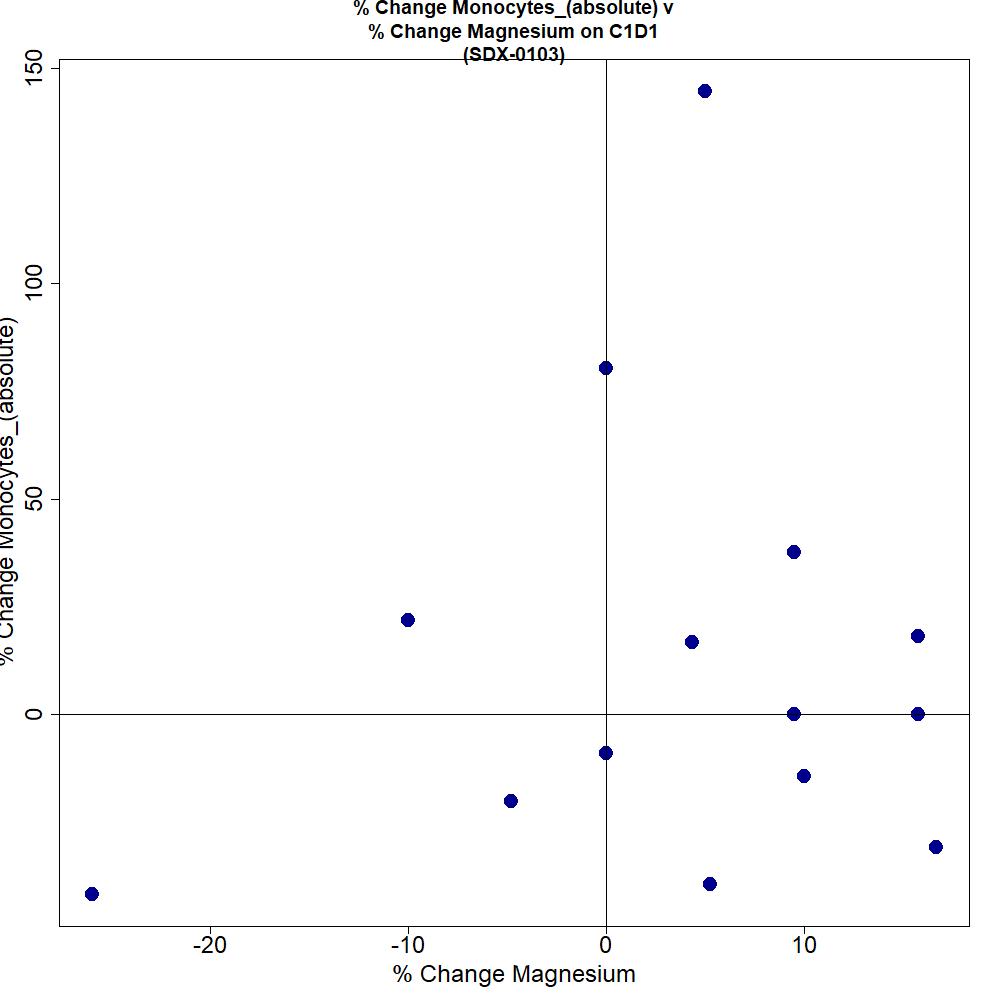 % Change Monocytes_(absolute) v
% Change Magnesium on C1D1
(SDX-0103)
% Change Monocytes_(absolute)
150
100
50
0
-20
-10
0
10
% Change Magnesium